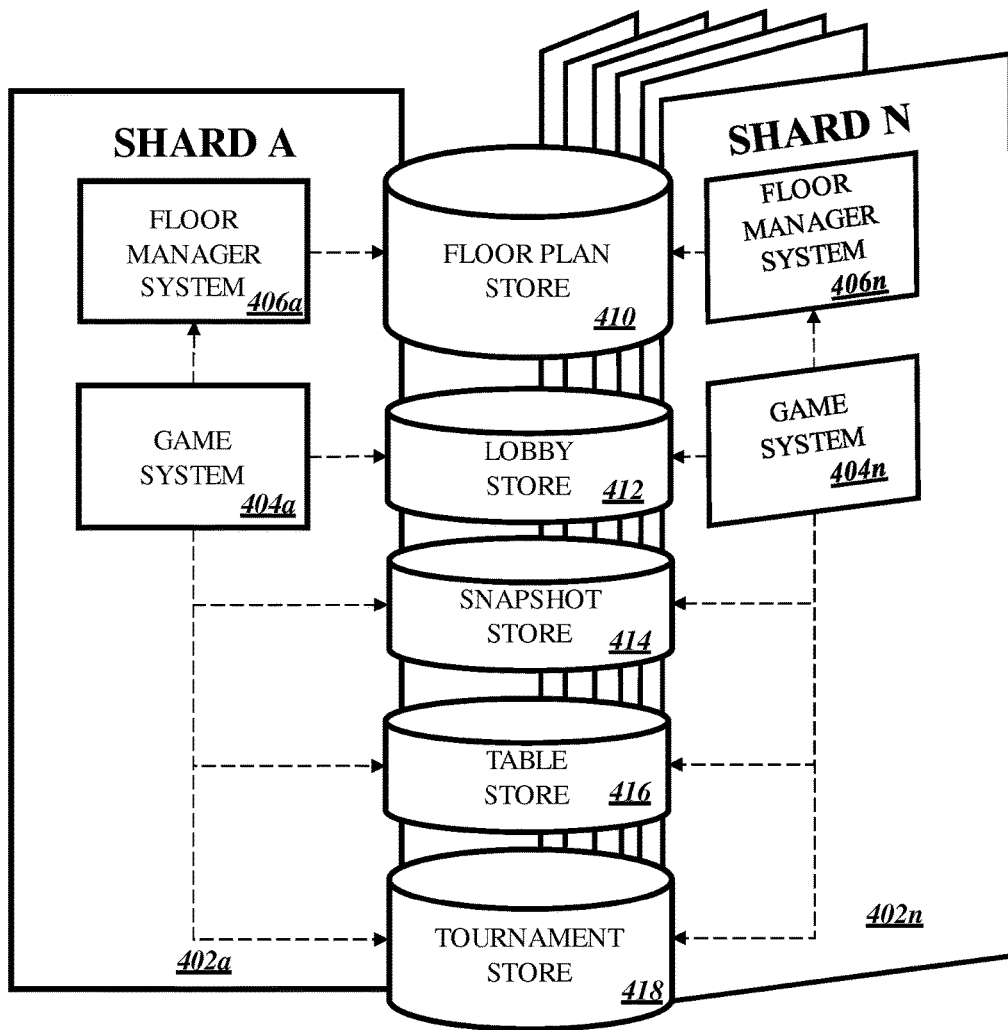 SHARD A
FLOOR
MANAGER
SYSTEM
406a
GAME
SYSTEM
404a
402a
FLOOR PLAN
STORE
410
LOBBY
STORE
412
SNAPSHOT
STORE
414
TABLE
STORE
416
TOURNAMENT
STORE
418
SHARD N
FLOOR
MANAGER
SYSTEM
406n
GAME
SYSTEM
404n
402n